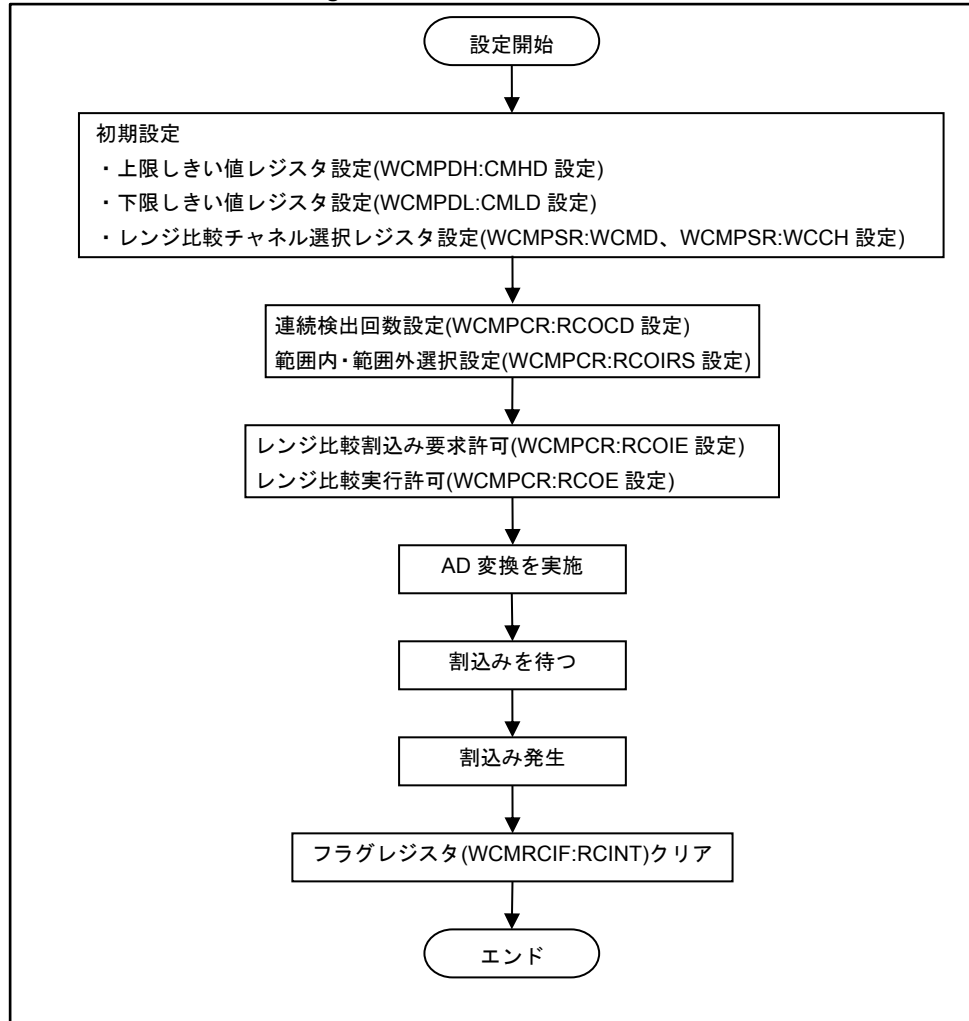 設定開始
初期設定
・上限しきい値レジスタ設定(WCMPDH:CMHD 設定)
・下限しきい値レジスタ設定(WCMPDL:CMLD 設定)
・レンジ比較チャネル選択レジスタ設定(WCMPSR:WCMD、WCMPSR:WCCH 設定)
連続検出回数設定(WCMPCR:RCOCD 設定)
範囲内・範囲外選択設定(WCMPCR:RCOIRS 設定)
レンジ比較割込み要求許可(WCMPCR:RCOIE 設定)
レンジ比較実行許可(WCMPCR:RCOE 設定)
AD 変換を実施
割込みを待つ
割込み発生
フラグレジスタ(WCMRCIF:RCINT)クリア
エンド